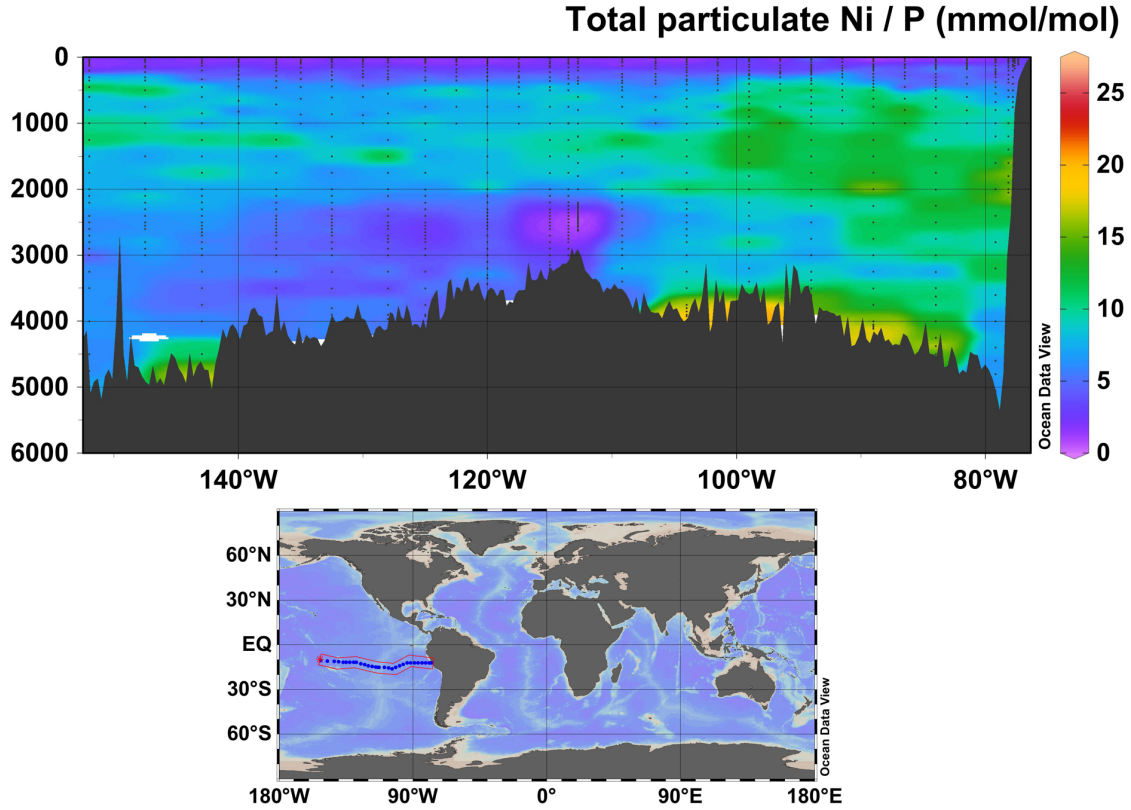 Total particulate Ni / P (mmol/mol)
0
1000
2000
3000
4000
5000
6000
140°W 120°W 100°W 80°W
25
20
15
10
5
0
Ocean Data View
60°N
30°N
EQ
30°S
60°S
180°W 90°W 0° 90°E 180°E
Ocean Data View